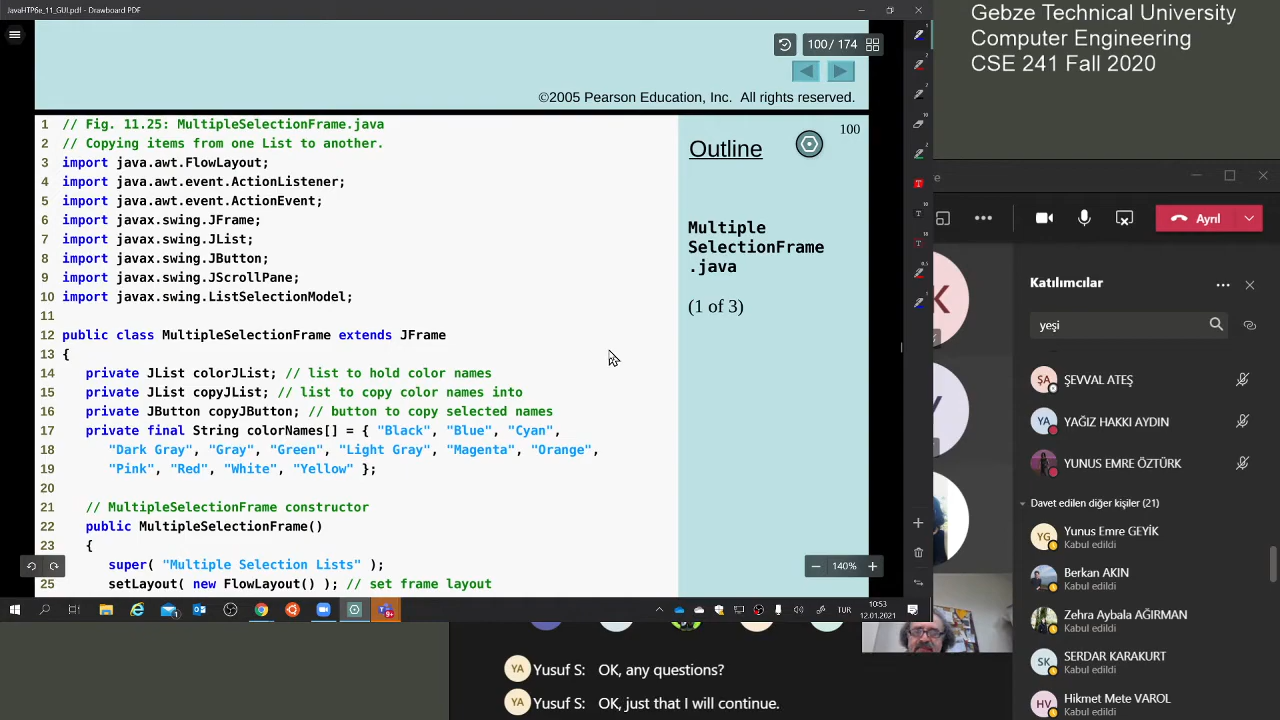 JavaHTP6e_11_GUI.pdf - Drawboard PDF
100 / 174
©2005 Pearson Education, Inc. All rights reserved.
1 // Fig. 11.25: MultipleSelectionFrame.java
2 // Copying items from one List to another.
3 import java.awt.FlowLayout;
4 import java.awt.event.ActionListener;
5 import java.awt.event.ActionEvent;
6 import javax.swing.JFrame;
7 import javax.swing.JList;
8 import javax.swing.JButton;
9 import javax.swing.JScrollPane;
10 import javax.swing.ListSelectionModel;
11
12 public class MultipleSelectionFrame extends JFrame
13 {
14 private JList colorJList; // list to hold color names
15 private JList copyJList; // list to copy color names into
16 private JButton copyJButton; // button to copy selected names
17 private final String colorNames[] = { "Black", "Blue", "Cyan",
18 "Dark Gray", "Gray", "Green", "Light Gray", "Magenta", "Orange",
19 "Pink", "Red", "White", "Yellow" };
20
21 // MultipleSelectionFrame constructor
22 public MultipleSelectionFrame()
23 {
super( "Multiple Selection Lists" );
25 setLayout( new FlowLayout() ); // set frame layout
Outline
100
Multiple
SelectionFrame
.java
(1 of 3)
140%
TUR
10:53
12.01.2021
Gebze Technical University
Computer Engineering
CSE 241 Fall 2020
Ayrıl
Katılımcılar
yeşi
ŞA ŞEVVAL ATEŞ
YA YAĞIZ HAKKI AYDIN
YUNUS EMRE ÖZTÜRK
Davet edilen diğer kişiler (21)
YG Yunus Emre GEYİK
Kabul edildi
Berkan AKIN
Kabul edildi
Zehra Aybala AĞIRMAN
Kabul edildi
SK SERDAR KARAKURT
Kabul edildi
HV Hikmet Mete VAROL
Kabul edildi
YA Yusuf S: OK, any questions?
YA Yusuf S: OK, just that I will continue.